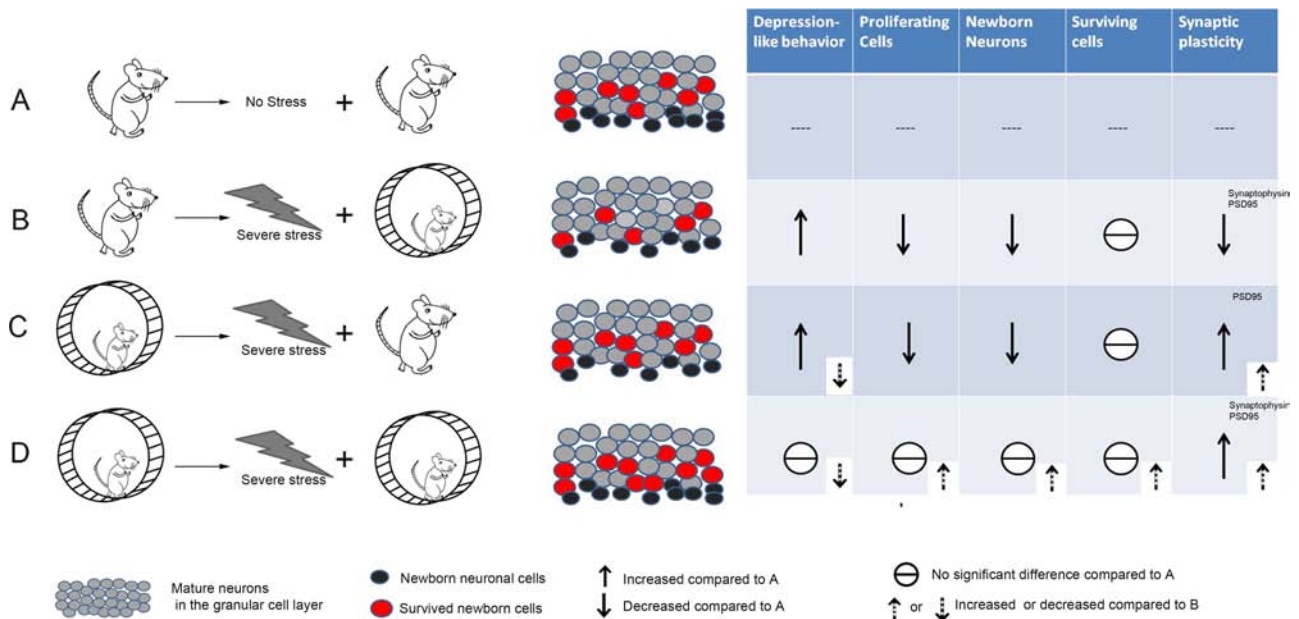 Depression-like behavior
Proliferating Cells
Newborn Neurons
Surviving cells
Synaptic plasticity
A
No Stress
+
----
----
----
----
----
B
Severe stress
+
Synaptophysine
PSD95
C
Severe stress
+
PSD95
D
Severe stress
+
Synaptophysine
PSD95
Mature neurons
in the granular cell layer
Newborn neuronal cells
Survived newborn cells
Increased compared to A
Decreased compared to A
No significant difference compared to A
or
Increased or decreased compared to B